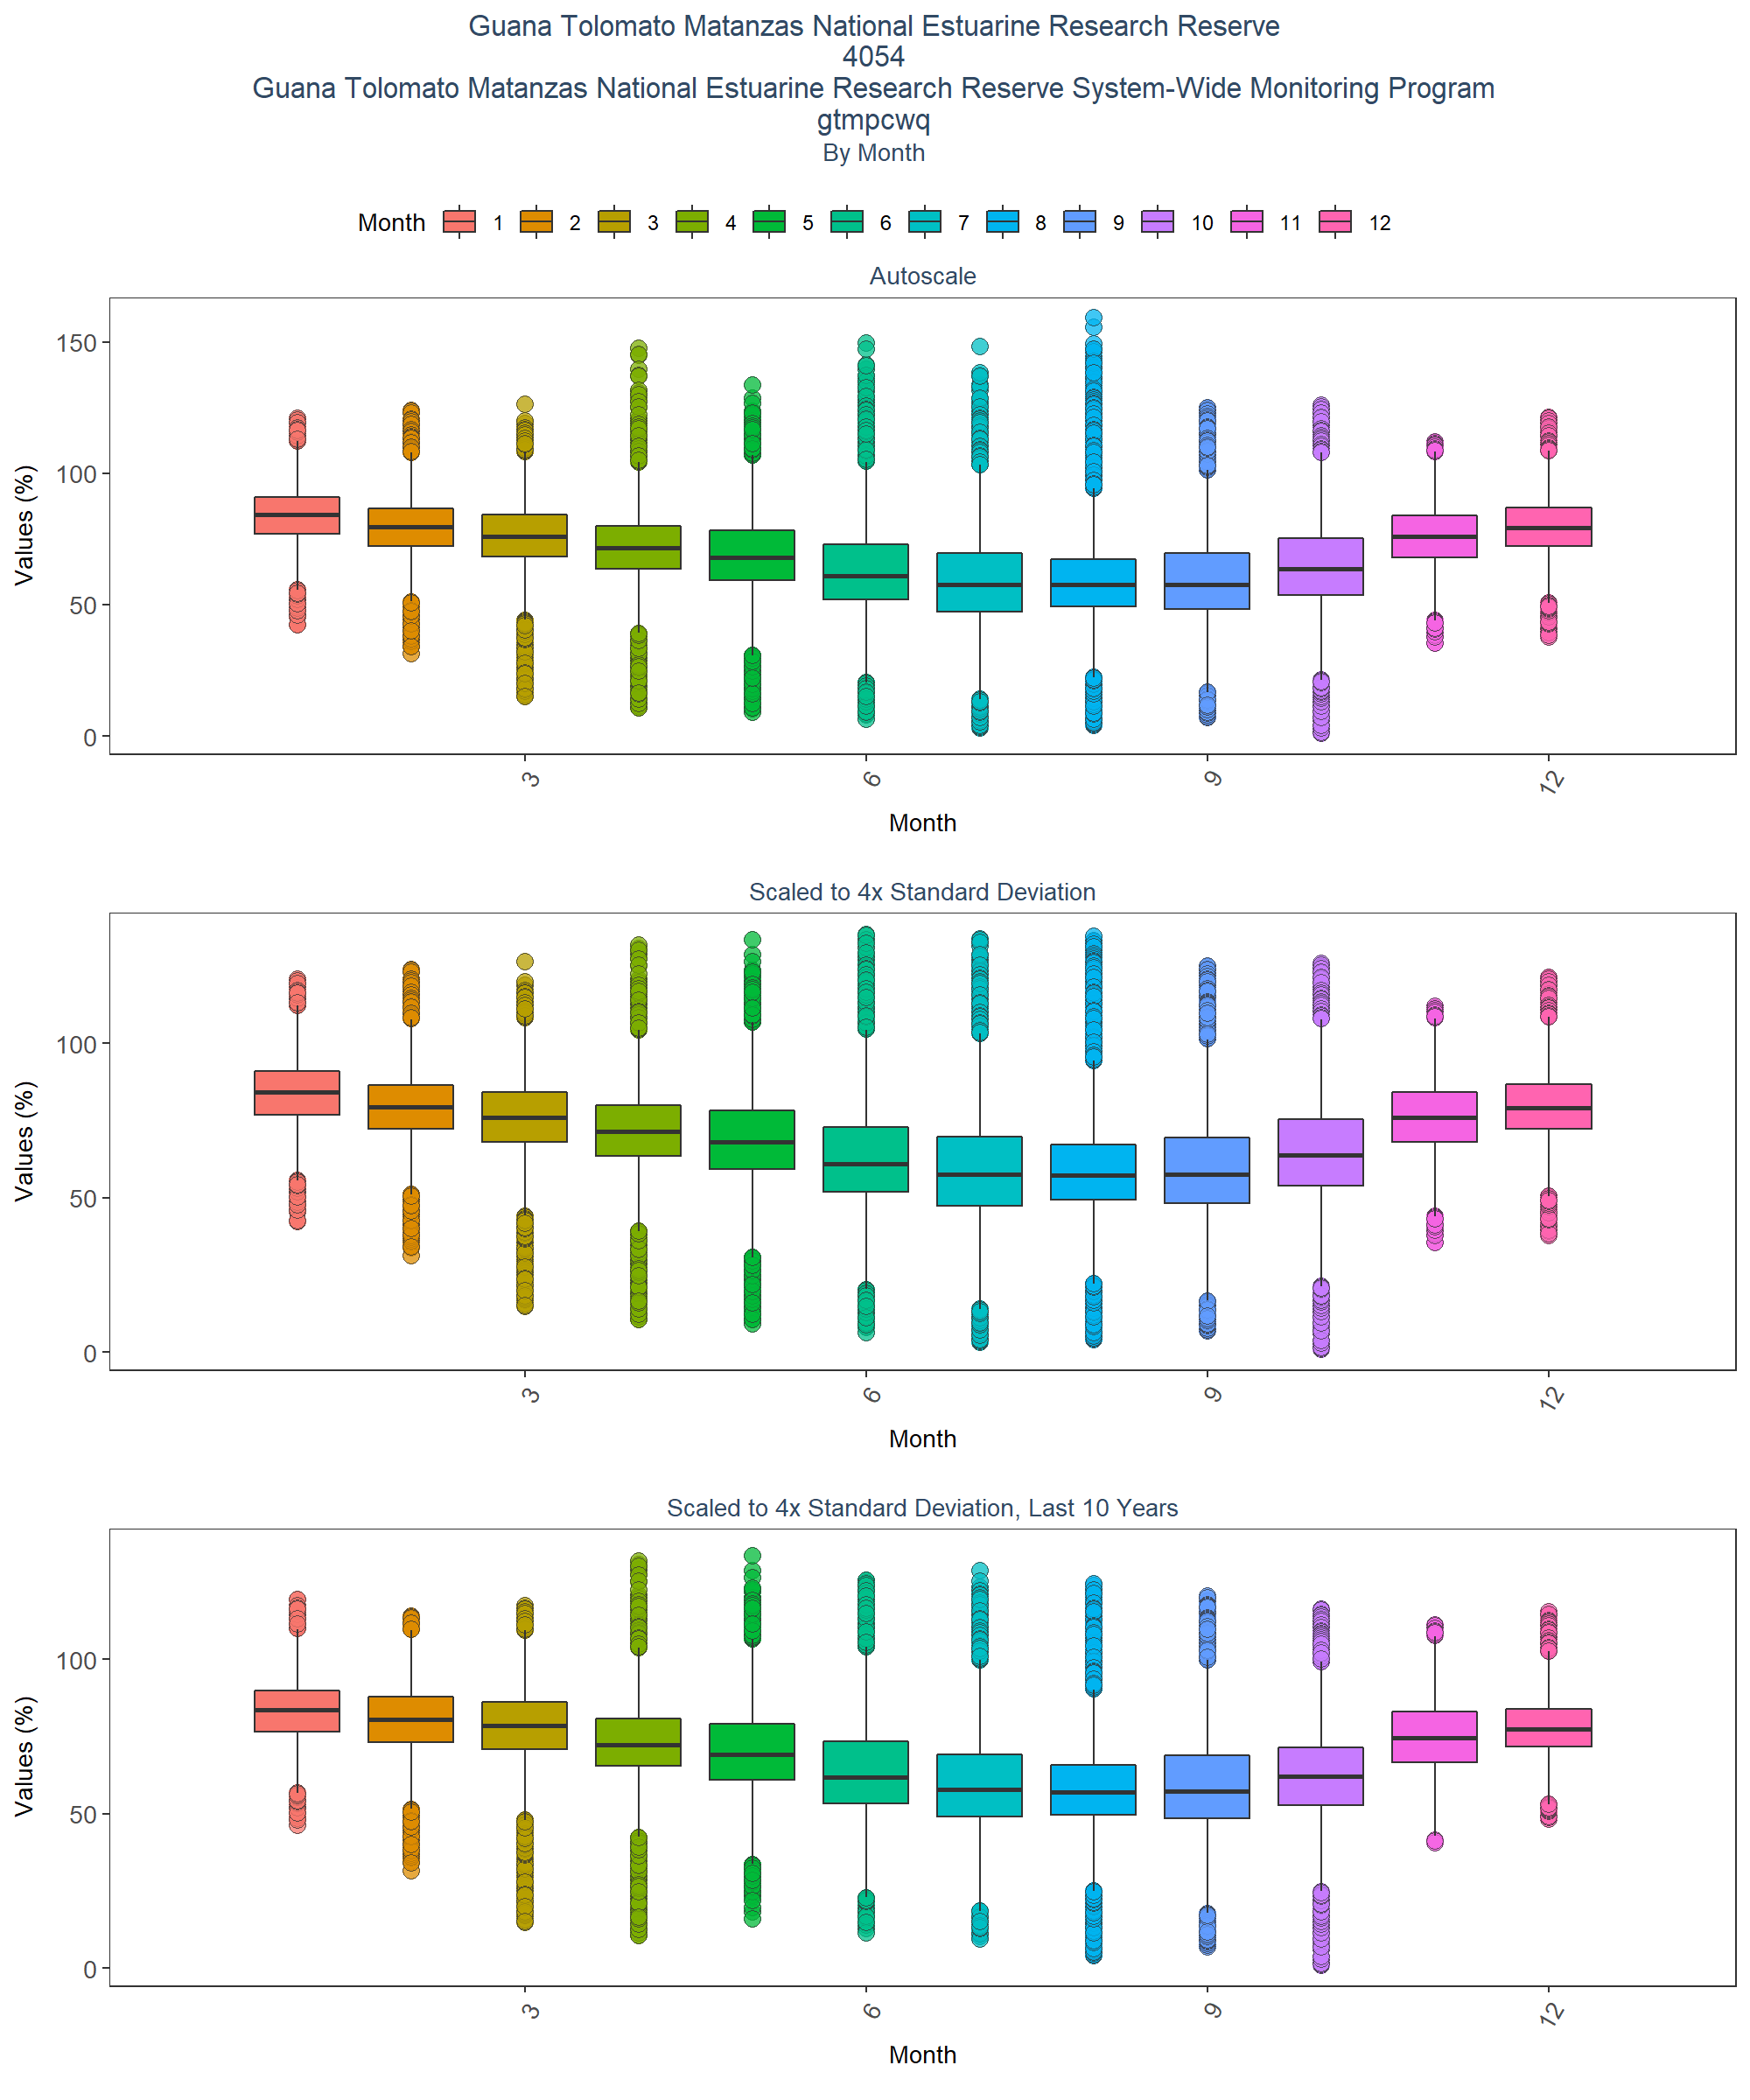 Guana Tolomato Matanzas National Estuarine Research Reserve
4054
Guana Tolomato Matanzas National Estuarine Research Reserve System-Wide Monitoring Program
gtmpcwq
By Month
Month 1 2 3 4 5 6 7 8 9 10 11 12
Autoscale
Values (%)
150
100
50
0
3 6 9 12
Month
Scaled to 4x Standard Deviation
Values (%)
100
50
0
3 6 9 12
Month
Scaled to 4x Standard Deviation, Last 10 Years
Values (%)
100
50
0
3 6 9 12
Month